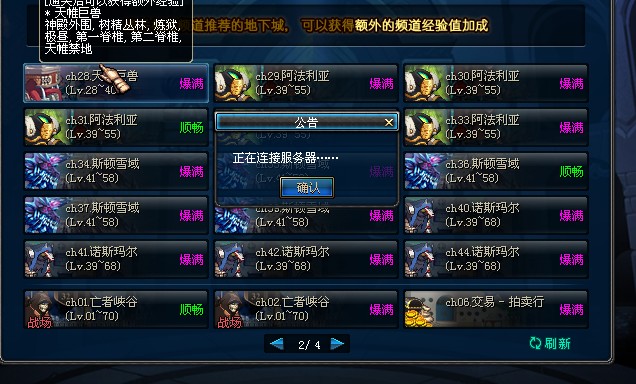 [通关后可以获得额外经验]
* 天帷巨兽
神殿外围, 树精丛林, 炼狱,
极昼, 第一脊椎, 第二脊椎,
天帷禁地
道推荐的地下城, 可以获得额外的频道经验值加成
ch28.天 巨兽
(Lv.28~40
爆满
ch29.阿法利亚
(Lv.39~55)
爆满
ch30.阿法利亚
(Lv.39~55)
爆满
ch31.阿法利亚
(Lv.39~55)
顺畅
ch33.阿法利亚
(Lv.39~55)
爆满
公告
正在连接服务器……
确认
ch34.斯顿雪域
(Lv.41~58)
爆满
爆满
ch36.斯顿雪域
(Lv.41~58)
顺畅
ch37.斯顿雪域
(Lv.41~58)
爆满
ch39.斯顿雪域
(Lv.41~58)
爆满
ch40.诺斯玛尔
(Lv.39~68)
爆满
ch41.诺斯玛尔
(Lv.39~68)
爆满
ch42.诺斯玛尔
(Lv.39~68)
爆满
ch44.诺斯玛尔
(Lv.39~68)
爆满
ch01.亡者峡谷
(Lv.01~70)
战场
顺畅
ch02.亡者峡谷
(Lv.01~70)
战场
爆满
ch06.交易 - 拍卖行
爆满
2/ 4
刷新